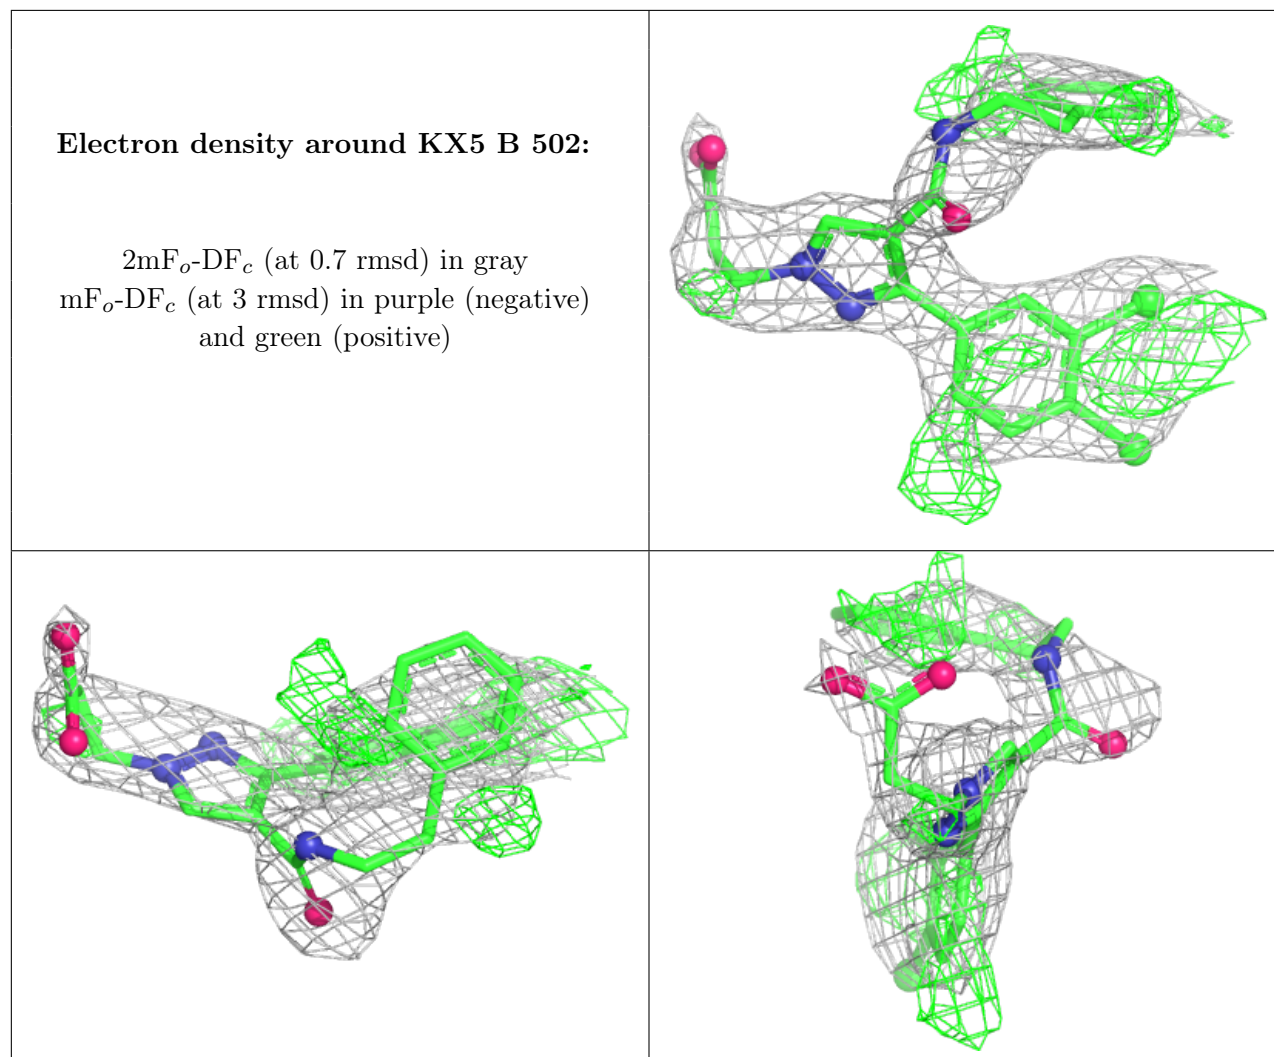 Electron density around KX5 B 502:
2mFo-DFc (at 0.7 rmsd) in gray
mFo-DFc (at 3 rmsd) in purple (negative)
and green (positive)